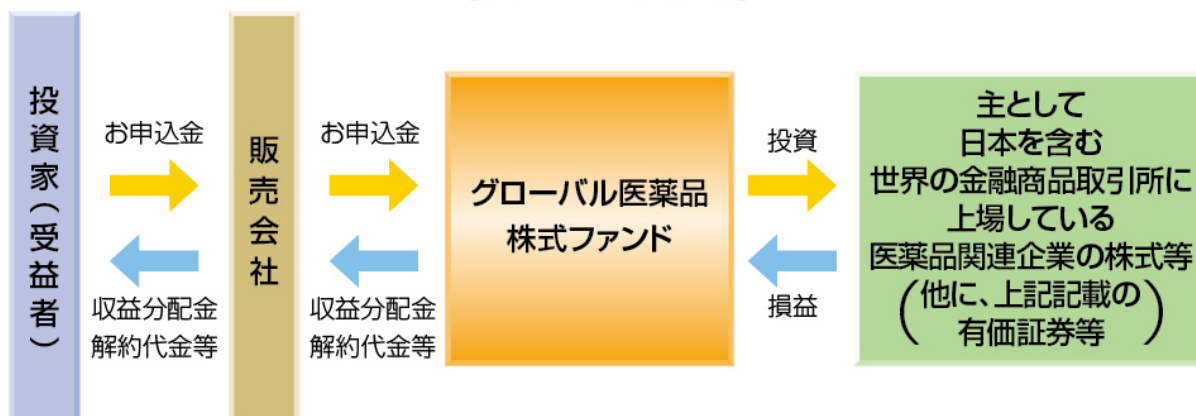 投資家（受益者）
お申込金
収益分配金
解約代金等
販売会社
お申込金
収益分配金
解約代金等
グローバル医薬品
株式ファンド
投資
損益
主として
日本を含む
世界の金融商品取引所に
上場している
医薬品関連企業の株式等
（他に、上記記載の
有価証券等）